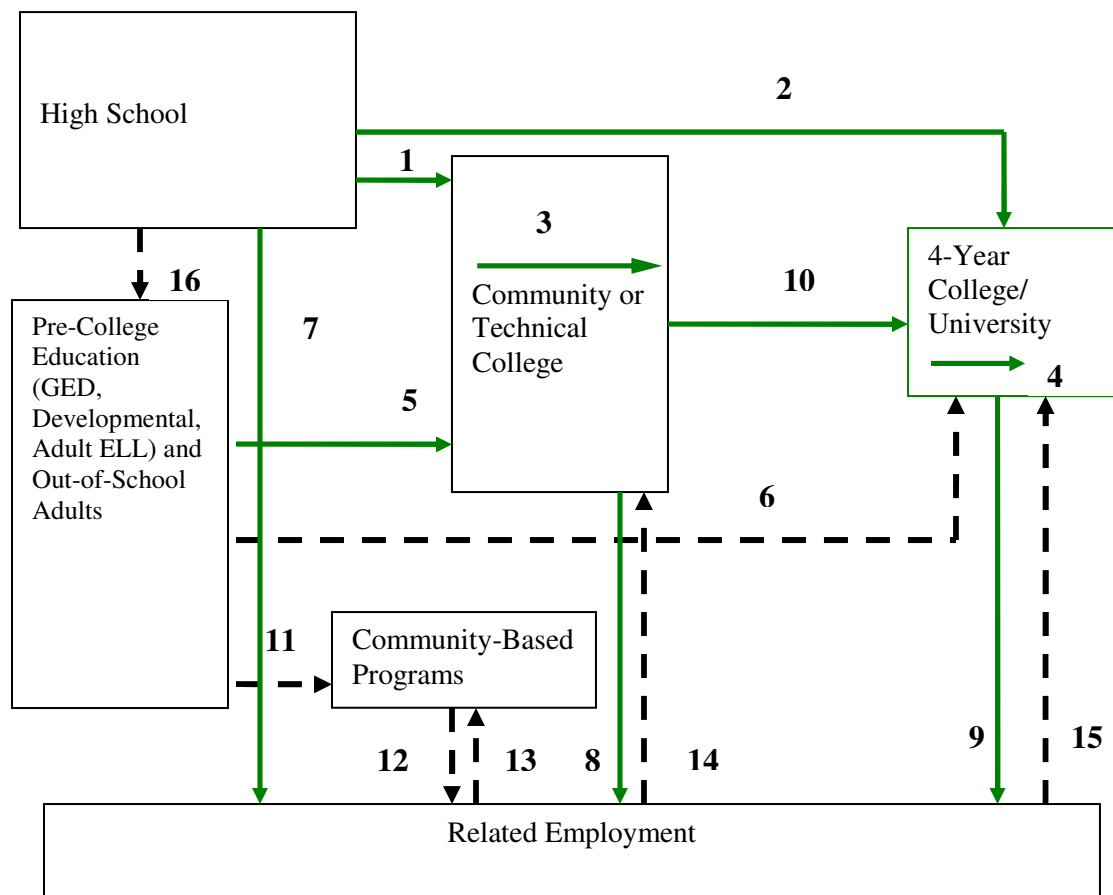 High School
2
1
3
Community or
Technical
College
10
4-Year
College/
University
4
16
Pre-College
Education
(GED,
Developmental,
Adult ELL) and
Out-of-School
Adults
7
5
6
11
Community-Based
Programs
12
13
8
14
9
15
Related Employment